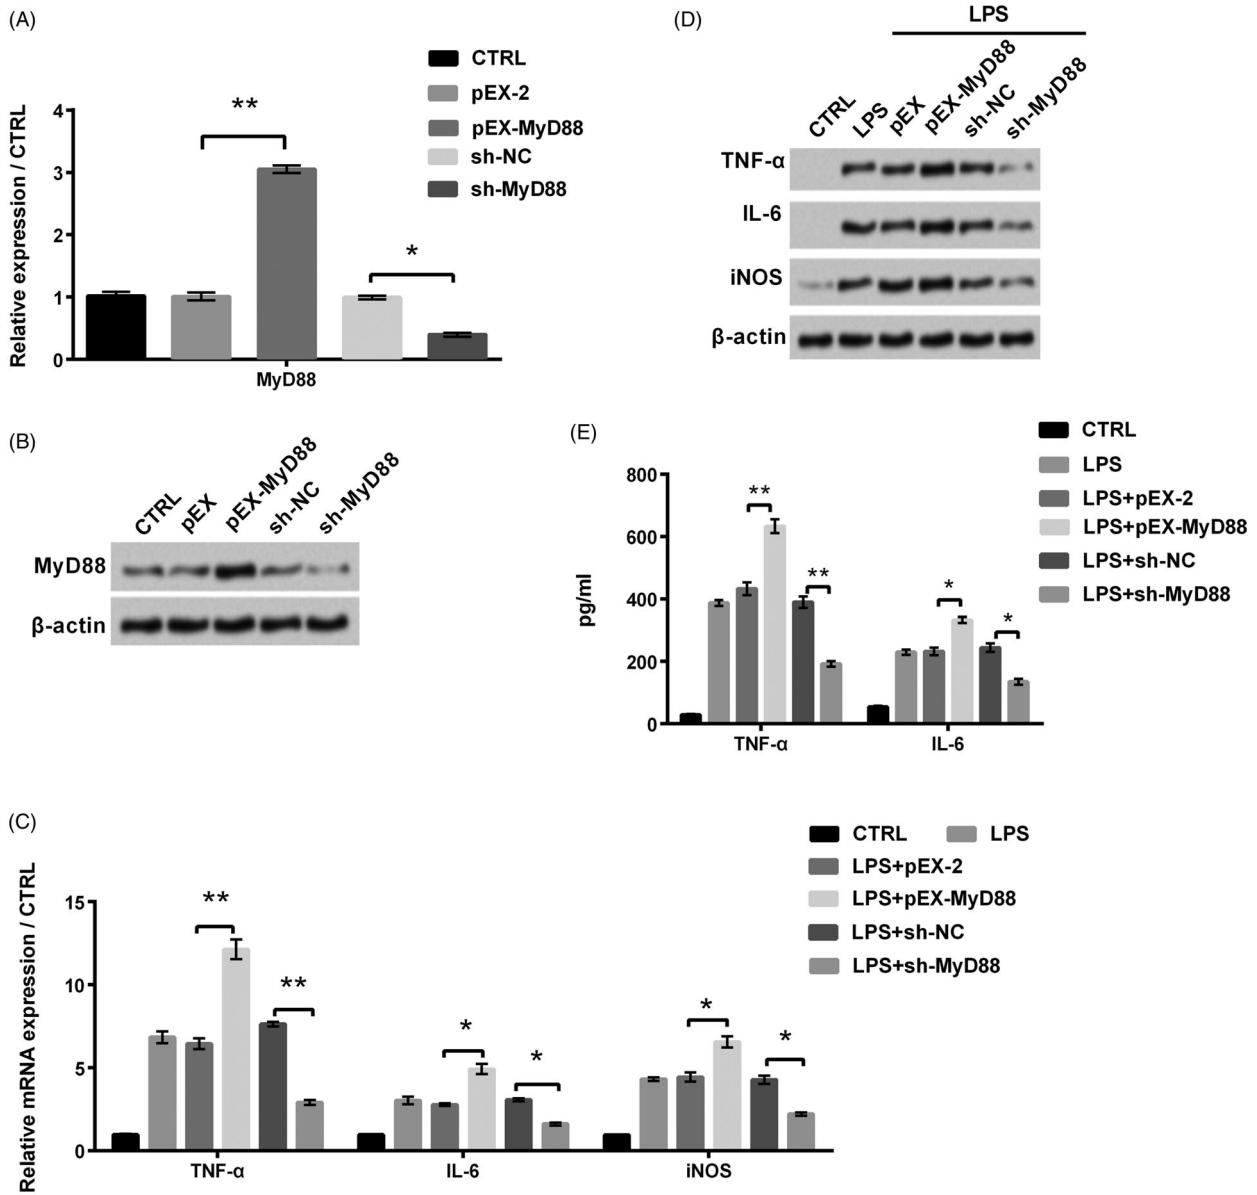 (A)
CTRL
pEX-2
pEX-MyD88
sh-NC
sh-MyD88
Relative expression / CTRL
4
3
2
1
0
**
*
MyD88
(B)
CTRL
pEX
pEX-MyD88
sh-NC
sh-MyD88
MyD88
β-actin
(D)
LPS
CTRL
LPS
pEX
pEX-MyD88
sh-NC
sh-MyD88
TNF-α
IL-6
iNOS
β-actin
(E)
CTRL
LPS
LPS+pEX-2
LPS+pEX-MyD88
LPS+sh-NC
LPS+sh-MyD88
pg/ml
800
600
400
200
0
**
**
*
*
TNF-α
IL-6
(C)
CTRL
LPS
LPS+pEX-2
LPS+pEX-MyD88
LPS+sh-NC
LPS+sh-MyD88
Relative mRNA expression / CTRL
15
10
5
0
**
**
*
*
*
*
TNF-α
IL-6
iNOS